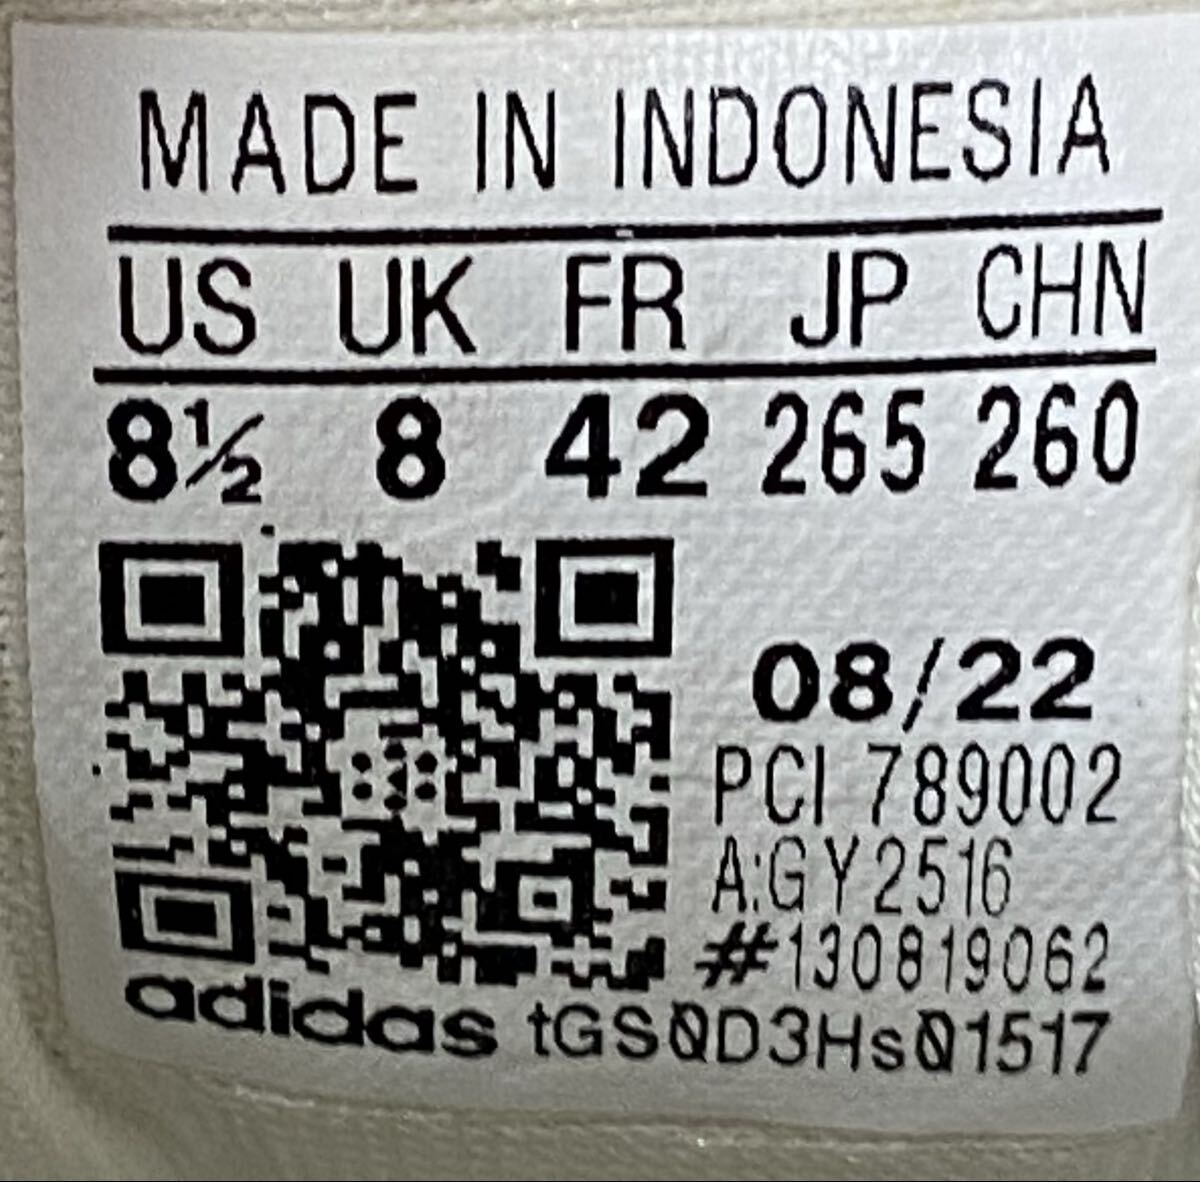 MADE IN INDONESIA
US UK FR JP CHN
8½ 8 42 265 260
08/22
PCI 789002
A:GY2516
#130819062
adidas tGS0D3Hs01517